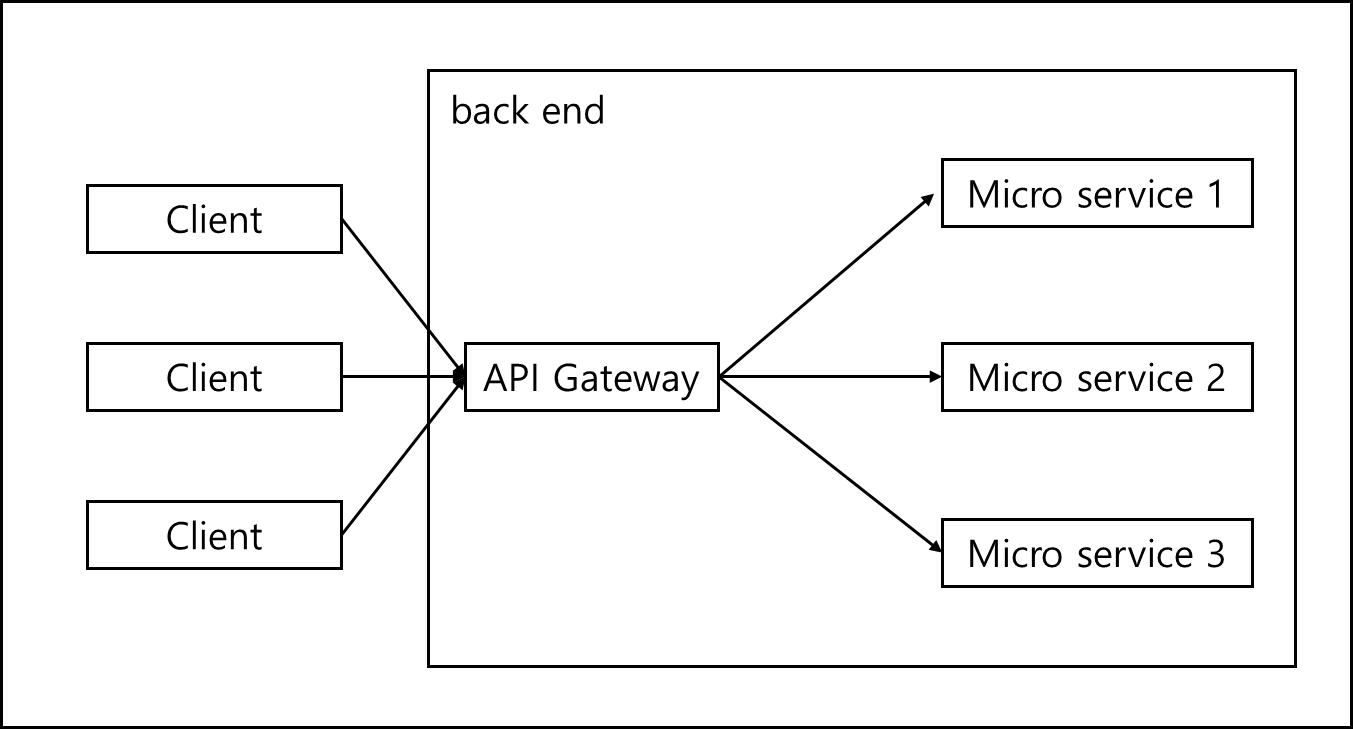 back end
Client
Client
Client
API Gateway
Micro service 1
Micro service 2
Micro service 3